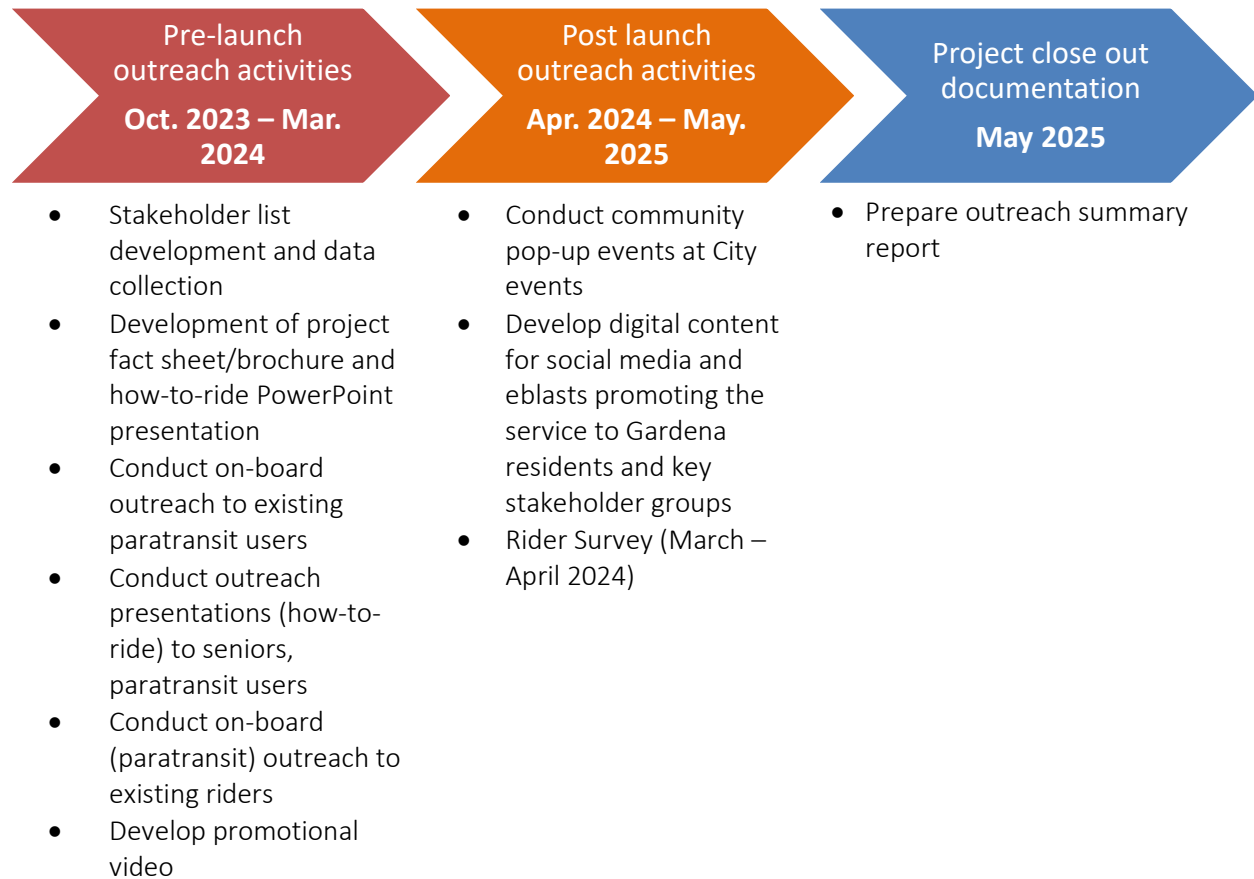 Pre-launch
outreach activities
Oct. 2023 – Mar.
2024
Post launch
outreach activities
Apr. 2024 – May.
2025
Project close out
documentation
May 2025
• Stakeholder list
development and data
collection
• Development of project
fact sheet/brochure and
how-to-ride PowerPoint
presentation
• Conduct on-board
outreach to existing
paratransit users
• Conduct outreach
presentations (how-to-
ride) to seniors,
paratransit users
• Conduct on-board
(paratransit) outreach to
existing riders
• Develop promotional
video
• Conduct community
pop-up events at City
events
• Develop digital content
for social media and
eblasts promoting the
service to Gardena
residents and key
stakeholder groups
• Rider Survey (March –
April 2024)
• Prepare outreach summary
report